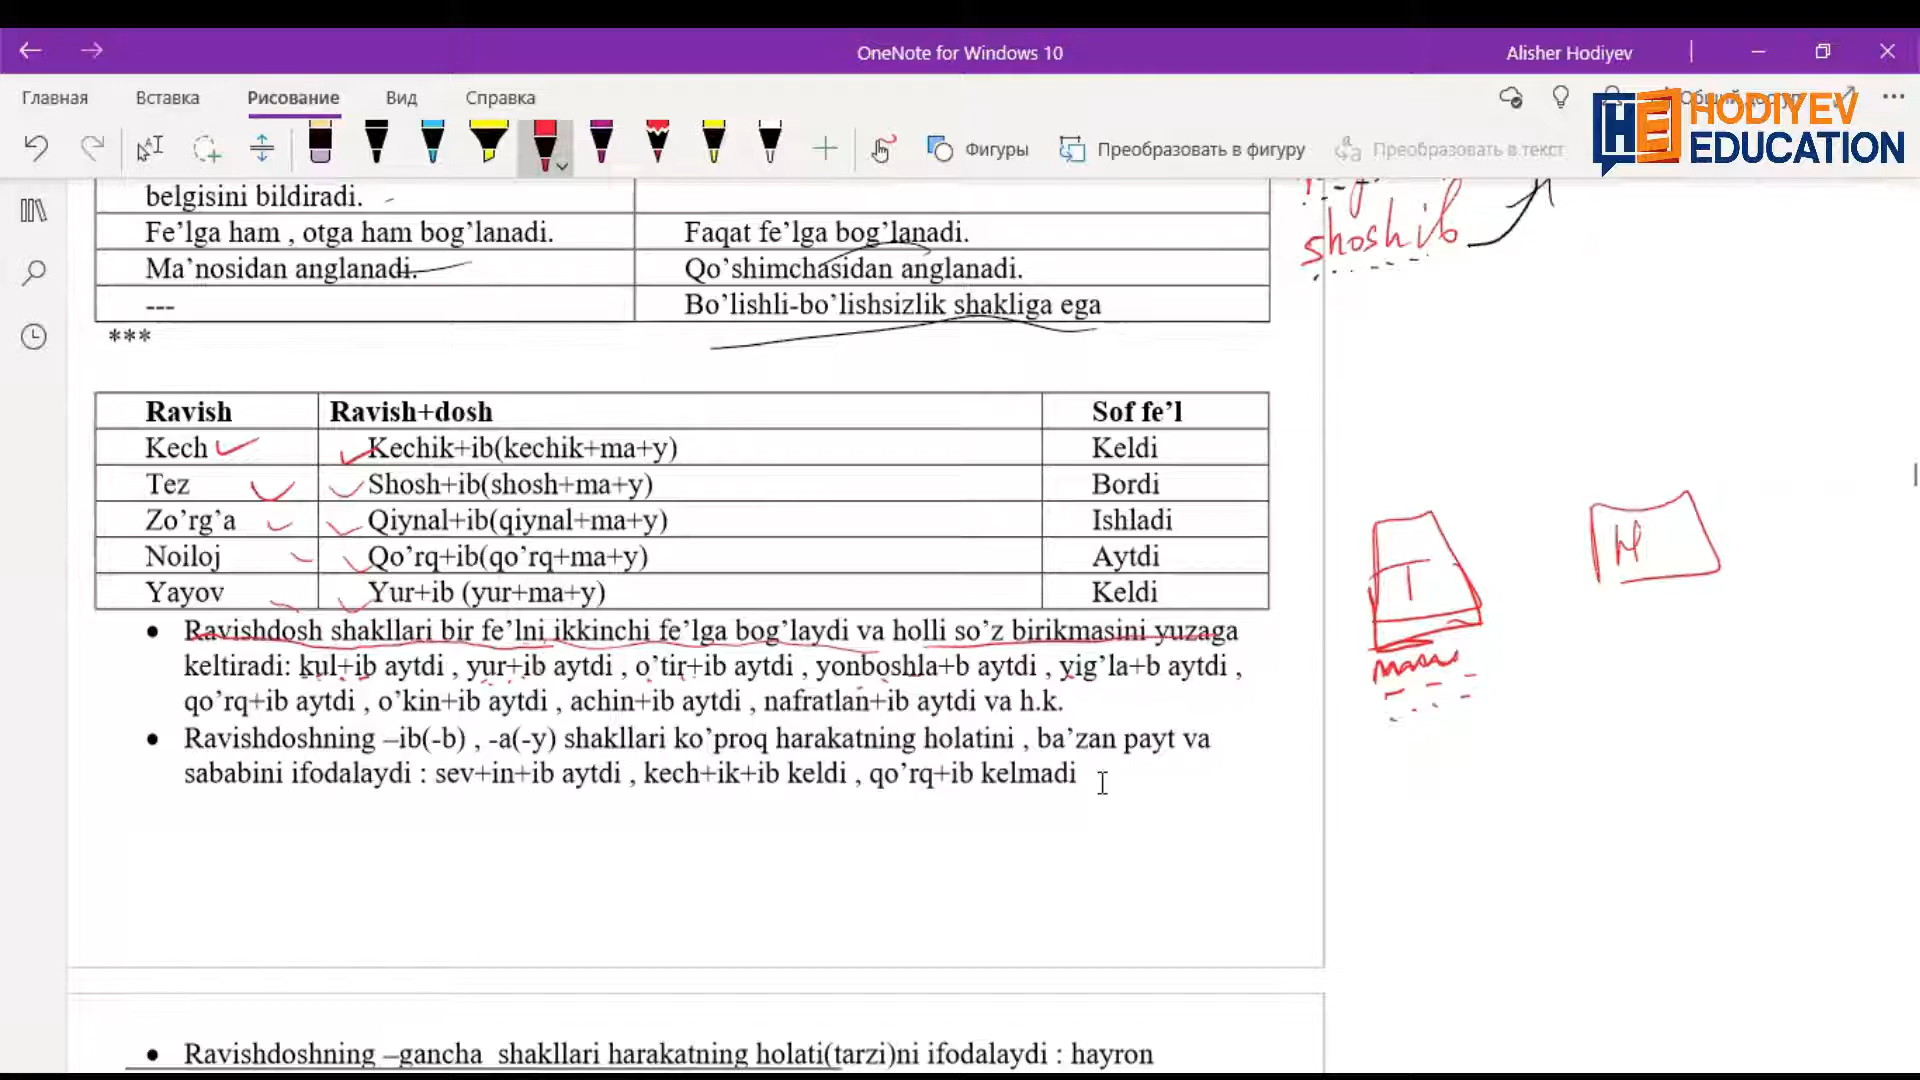 OneNote for Windows 10
Alisher Hodiyev
Главная Вставка Рисование Вид Справка
HODIYEV
EDUCATION
HE
Фигуры Преобразовать в фигуру Преобразовать в текст
belgisini bildiradi.
Fe’lga ham , otga ham bog’lanadi. Faqat fe’lga bog’lanadi.
Ma’nosidan anglanadi. Qo’shimchasidan anglanadi.
--- Bo’lishli-bo’lishsizlik shakliga ega
shoshib
***
Ravish Ravish+dosh Sof fe’l
Kech Kechik+ib(kechik+ma+y) Keldi
Tez Shosh+ib(shosh+ma+y) Bordi
Zo’rg’a Qiynal+ib(qiynal+ma+y) Ishladi
Noiloj Qo’rq+ib(qo’rq+ma+y) Aytdi
Yayov Yur+ib (yur+ma+y) Keldi
• Ravishdosh shakllari bir fe’lni ikkinchi fe’lga bog’laydi va holli so’z birikmasini yuzaga
keltiradi: kul+ib aytdi , yur+ib aytdi , o’tir+ib aytdi , yonboshla+b aytdi , yig’la+b aytdi ,
qo’rq+ib aytdi , o’kin+ib aytdi , achin+ib aytdi , nafratlan+ib aytdi va h.k.
• Ravishdoshning –ib(-b) , -a(-y) shakllari ko’proq harakatning holatini , ba’zan payt va
sababini ifodalaydi : sev+in+ib aytdi , kech+ik+ib keldi , qo’rq+ib kelmadi
T
H
• Ravishdoshning –gancha shakllari harakatning holati(tarzi)ni ifodalaydi : hayron